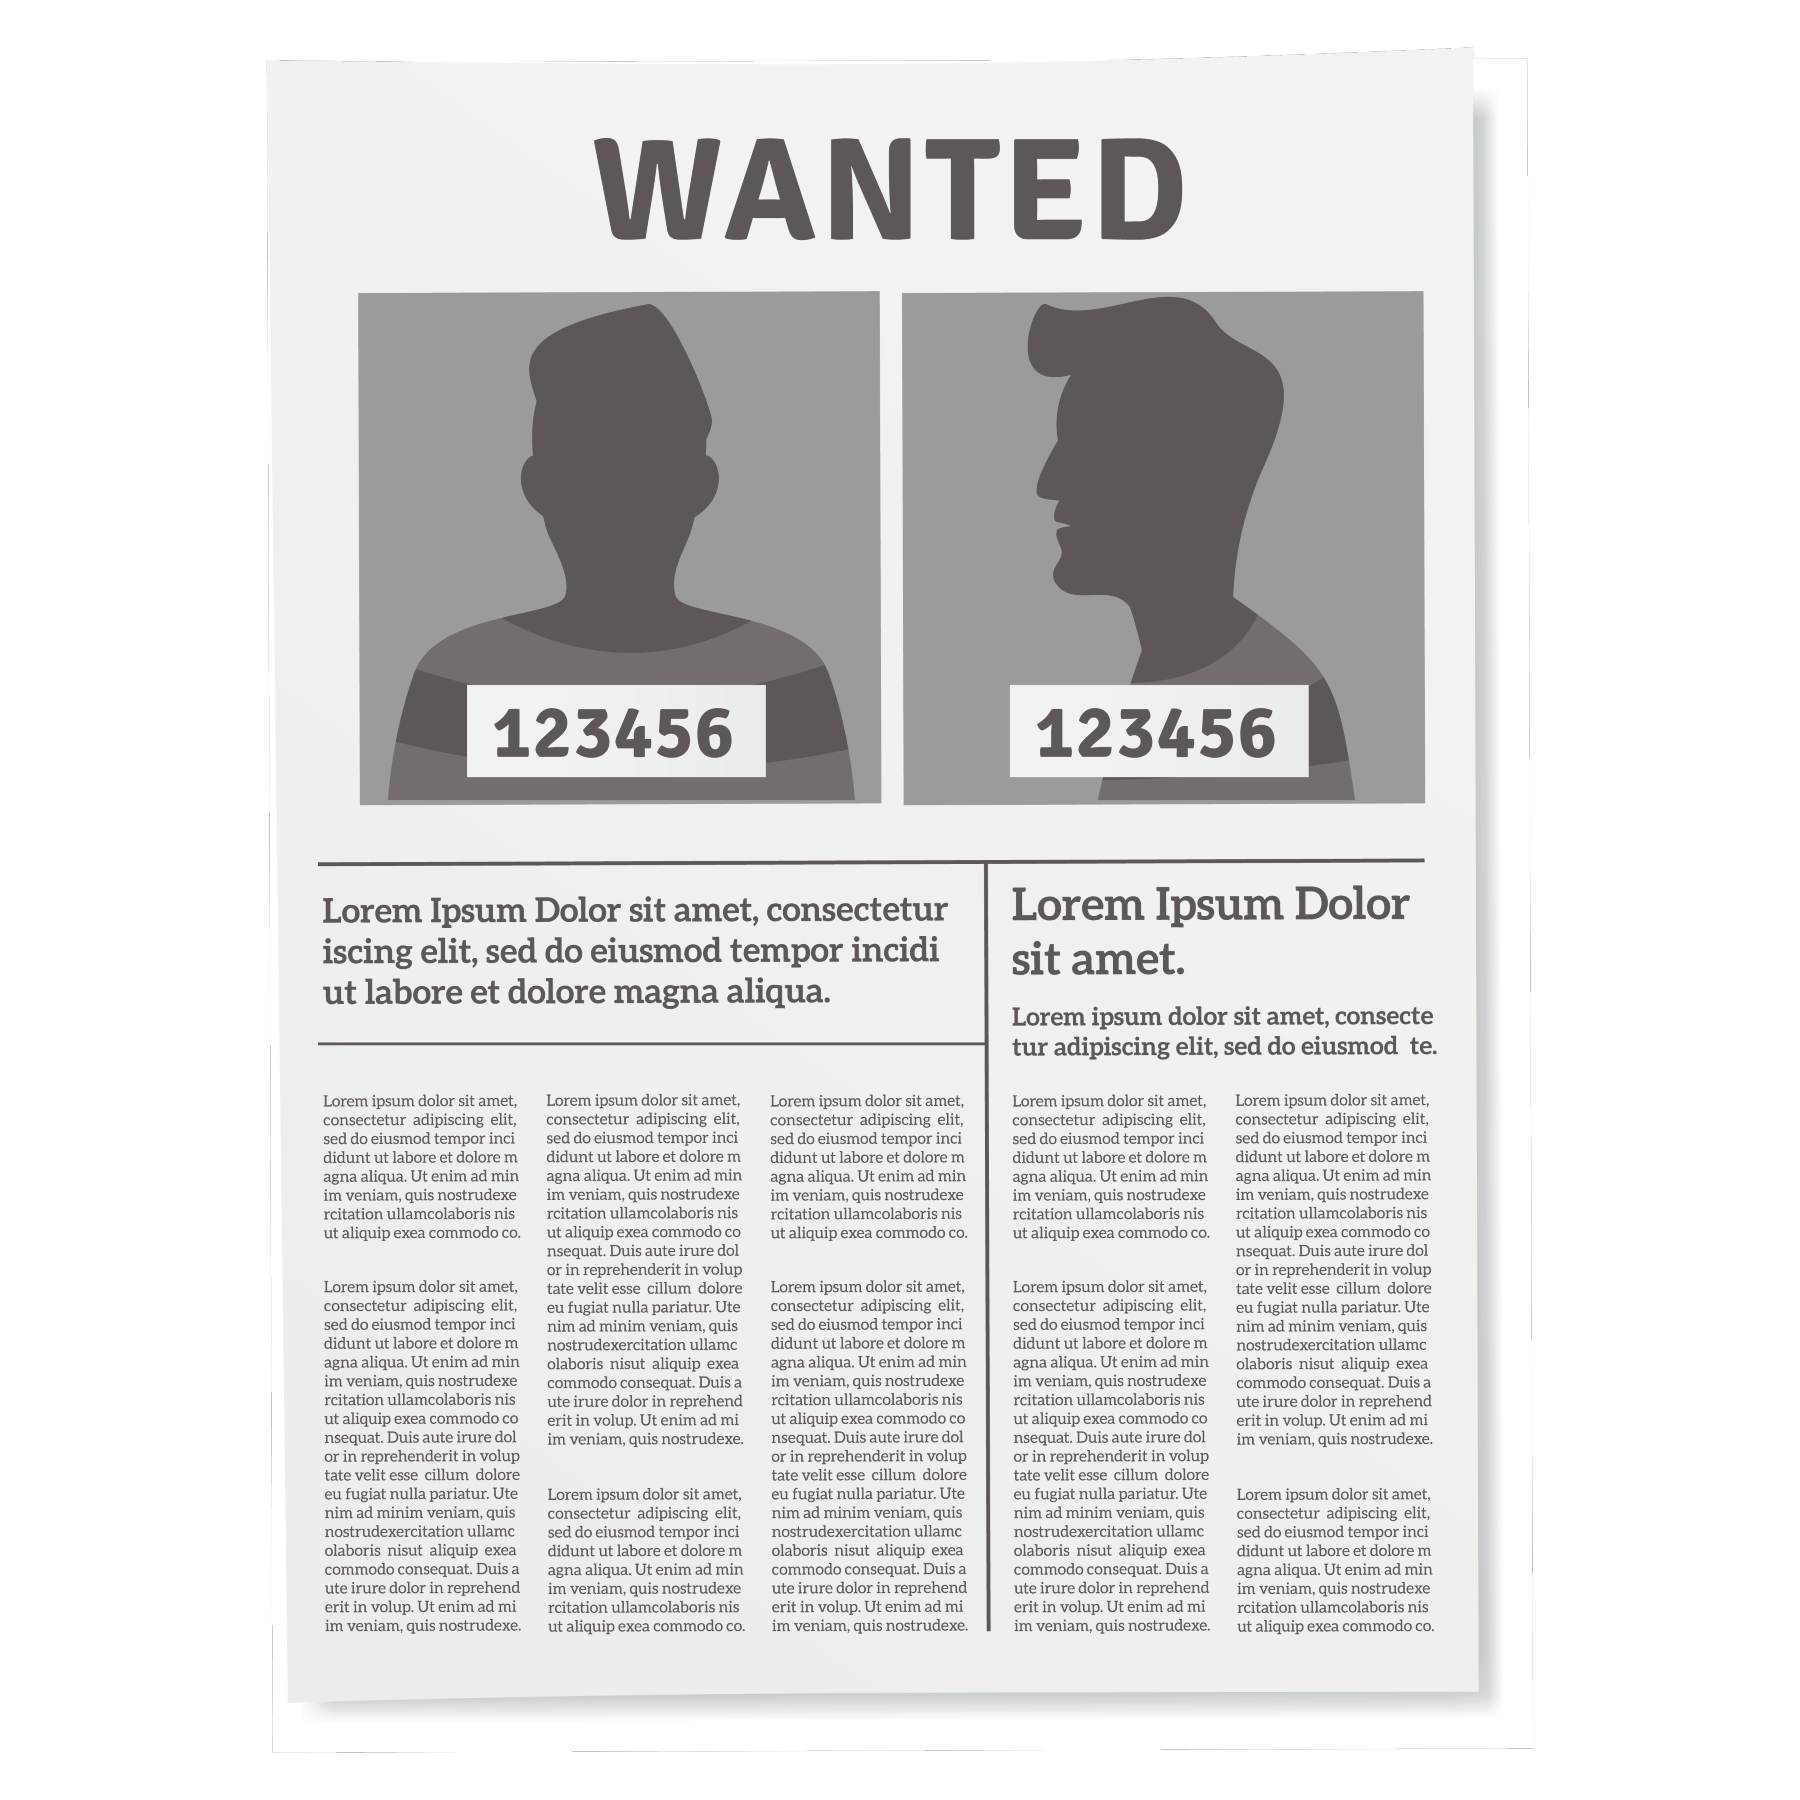 WANTED
123456
123456
Lorem Ipsum Dolor sit amet, consectetur
iscing elit, sed do eiusmod tempor incidi
ut labore et dolore magna aliqua.
Lorem ipsum dolor sit amet,
consectetur adipiscing elit,
sed do eiusmod tempor inci
didunt ut labore et dolore m
agna aliqua. Ut enim ad min
im veniam, quis nostrudexe
rcitation ullamcolaboris nis
ut aliquip exea commodo co.
Lorem ipsum dolor sit amet,
consectetur adipiscing elit,
sed do eiusmod tempor inci
didunt ut labore et dolore m
agna aliqua. Ut enim ad min
im veniam, quis nostrudexe
rcitation ullamcolaboris nis
ut aliquip exea commodo co
nsequat. Duis aute irure dol
or in reprehenderit in volup
tate velit esse cillum dolore
eu fugiat nulla pariatur. Ute
nim ad minim veniam, quis
nostrudexercitation ullamc
olaboris nisut aliquip exea
commodo consequat. Duis a
ute irure dolor in reprehend
erit in volup. Ut enim ad mi
im veniam, quis nostrudexe.
Lorem ipsum dolor sit amet,
consectetur adipiscing elit,
sed do eiusmod tempor inci
didunt ut labore et dolore m
agna aliqua. Ut enim ad min
im veniam, quis nostrudexe
rcitation ullamcolaboris nis
ut aliquip exea commodo co
nsequat. Duis aute irure dol
or in reprehenderit in volup
tate velit esse cillum dolore
eu fugiat nulla pariatur. Ute
nim ad minim veniam, quis
nostrudexercitation ullamc
olaboris nisut aliquip exea
commodo consequat. Duis a
ute irure dolor in reprehend
erit in volup. Ut enim ad mi
im veniam, quis nostrudexe.
Lorem ipsum dolor sit amet,
consectetur adipiscing elit,
sed do eiusmod tempor inci
didunt ut labore et dolore m
agna aliqua. Ut enim ad min
im veniam, quis nostrudexe
rcitation ullamcolaboris nis
ut aliquip exea commodo co.
Lorem ipsum dolor sit amet,
consectetur adipiscing elit,
sed do eiusmod tempor inci
didunt ut labore et dolore m
agna aliqua. Ut enim ad min
im veniam, quis nostrudexe
rcitation ullamcolaboris nis
ut aliquip exea commodo co.
Lorem ipsum dolor sit amet,
consectetur adipiscing elit,
sed do eiusmod tempor inci
didunt ut labore et dolore m
agna aliqua. Ut enim ad min
im veniam, quis nostrudexe
rcitation ullamcolaboris nis
ut aliquip exea commodo co
nsequat. Duis aute irure dol
or in reprehenderit in volup
tate velit esse cillum dolore
eu fugiat nulla pariatur. Ute
nim ad minim veniam, quis
nostrudexercitation ullamc
olaboris nisut aliquip exea
commodo consequat. Duis a
ute irure dolor in reprehend
erit in volup. Ut enim ad mi
im veniam, quis nostrudexe.
Lorem Ipsum Dolor
sit amet.
Lorem ipsum dolor sit amet, consecte
tur adipiscing elit, sed do eiusmod te.
Lorem ipsum dolor sit amet,
consectetur adipiscing elit,
sed do eiusmod tempor inci
didunt ut labore et dolore m
agna aliqua. Ut enim ad min
im veniam, quis nostrudexe
rcitation ullamcolaboris nis
ut aliquip exea commodo co.
Lorem ipsum dolor sit amet,
consectetur adipiscing elit,
sed do eiusmod tempor inci
didunt ut labore et dolore m
agna aliqua. Ut enim ad min
im veniam, quis nostrudexe
rcitation ullamcolaboris nis
ut aliquip exea commodo co
nsequat. Duis aute irure dol
or in reprehenderit in volup
tate velit esse cillum dolore
eu fugiat nulla pariatur. Ute
nim ad minim veniam, quis
nostrudexercitation ullamc
olaboris nisut aliquip exea
commodo consequat. Duis a
ute irure dolor in reprehend
erit in volup. Ut enim ad mi
im veniam, quis nostrudexe.
Lorem ipsum dolor sit amet,
consectetur adipiscing elit,
sed do eiusmod tempor inci
didunt ut labore et dolore m
agna aliqua. Ut enim ad min
im veniam, quis nostrudexe
rcitation ullamcolaboris nis
ut aliquip exea commodo co
nsequat. Duis aute irure dol
or in reprehenderit in volup
tate velit esse cillum dolore
eu fugiat nulla pariatur. Ute
nim ad minim veniam, quis
nostrudexercitation ullamc
olaboris nisut aliquip exea
commodo consequat. Duis a
ute irure dolor in reprehend
erit in volup. Ut enim ad mi
im veniam, quis nostrudexe.
Lorem ipsum dolor sit amet,
consectetur adipiscing elit,
sed do eiusmod tempor inci
didunt ut labore et dolore m
agna aliqua. Ut enim ad min
im veniam, quis nostrudexe
rcitation ullamcolaboris nis
ut aliquip exea commodo co.